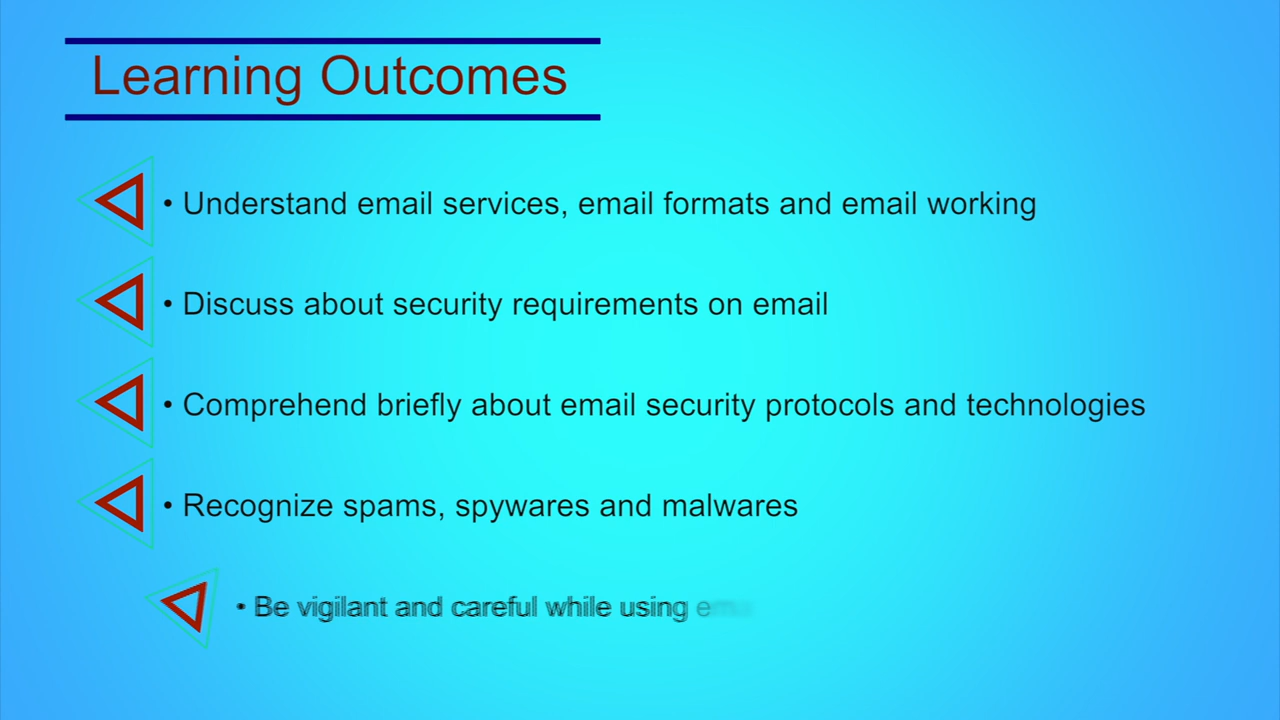 Learning Outcomes
• Understand email services, email formats and email working
• Discuss about security requirements on email
• Comprehend briefly about email security protocols and technologies
• Recognize spams, spywares and malwares
• Be vigilant and careful while using